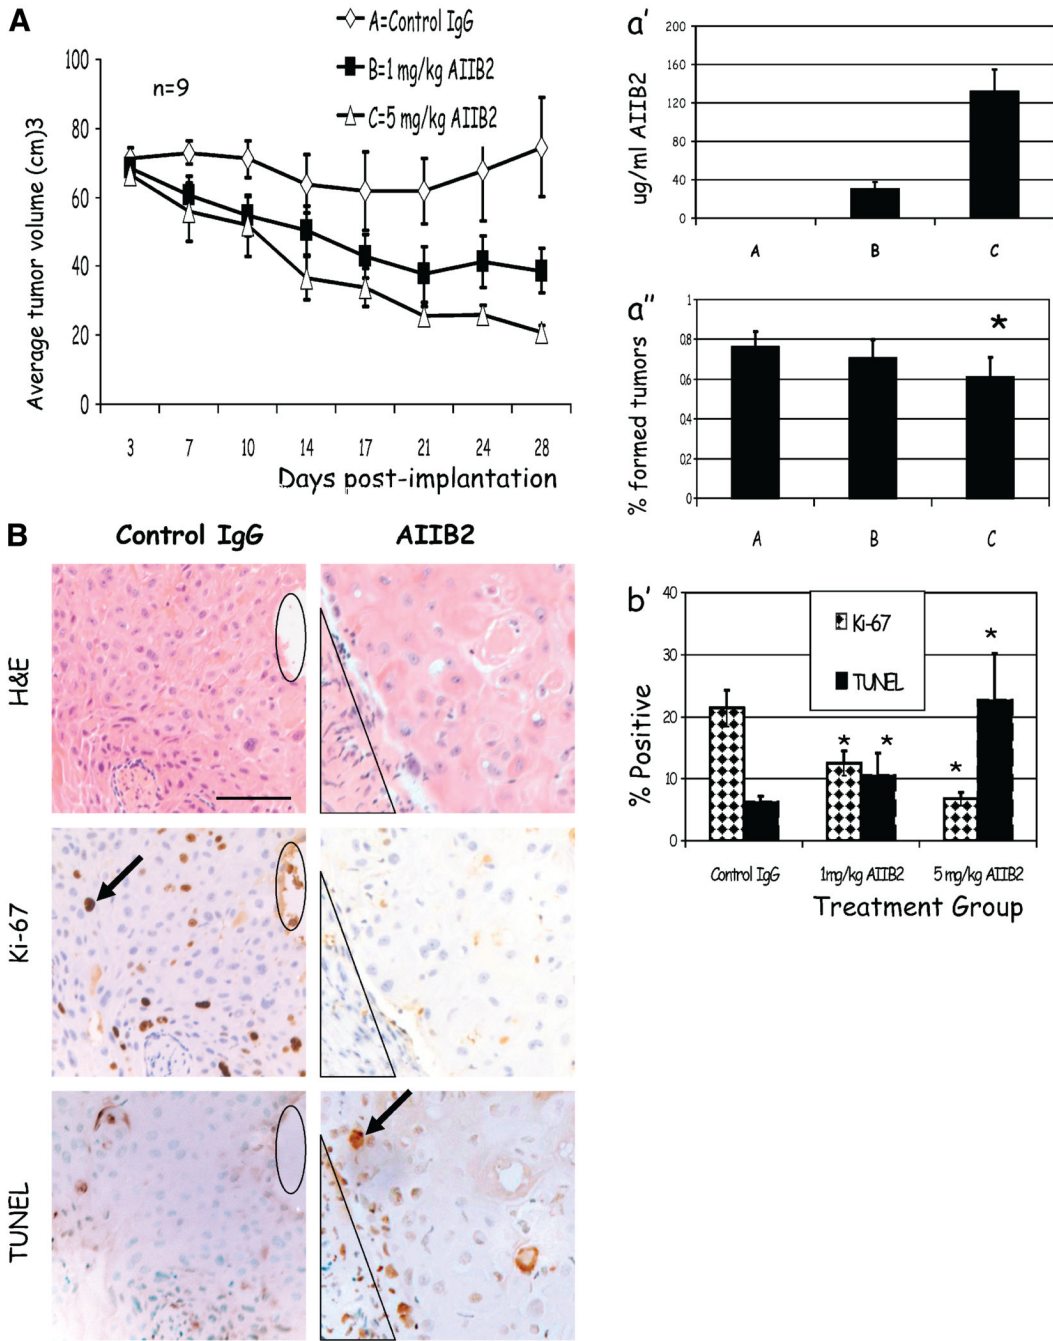 A
A=Control IgG
B=1 mg/kg AIIB2
C=5 mg/kg AIIB2
n=9
Average tumor volume (cm)3
100
80
60
40
20
0
3 7 10 14 17 21 24 28
Days post-implantation
a'
ug/ml AIIB2
200
160
120
80
40
0
A B C
a"
% formed tumors
1
0.8
0.6
0.4
0.2
0
*
A B C
B
Control IgG AIIB2
H&E
Ki-67
TUNEL
b'
% Positive
40
30
20
10
0
Ki-67
TUNEL
* * * *
Control IgG 1mg/kg AIIB2 5 mg/kg AIIB2
Treatment Group